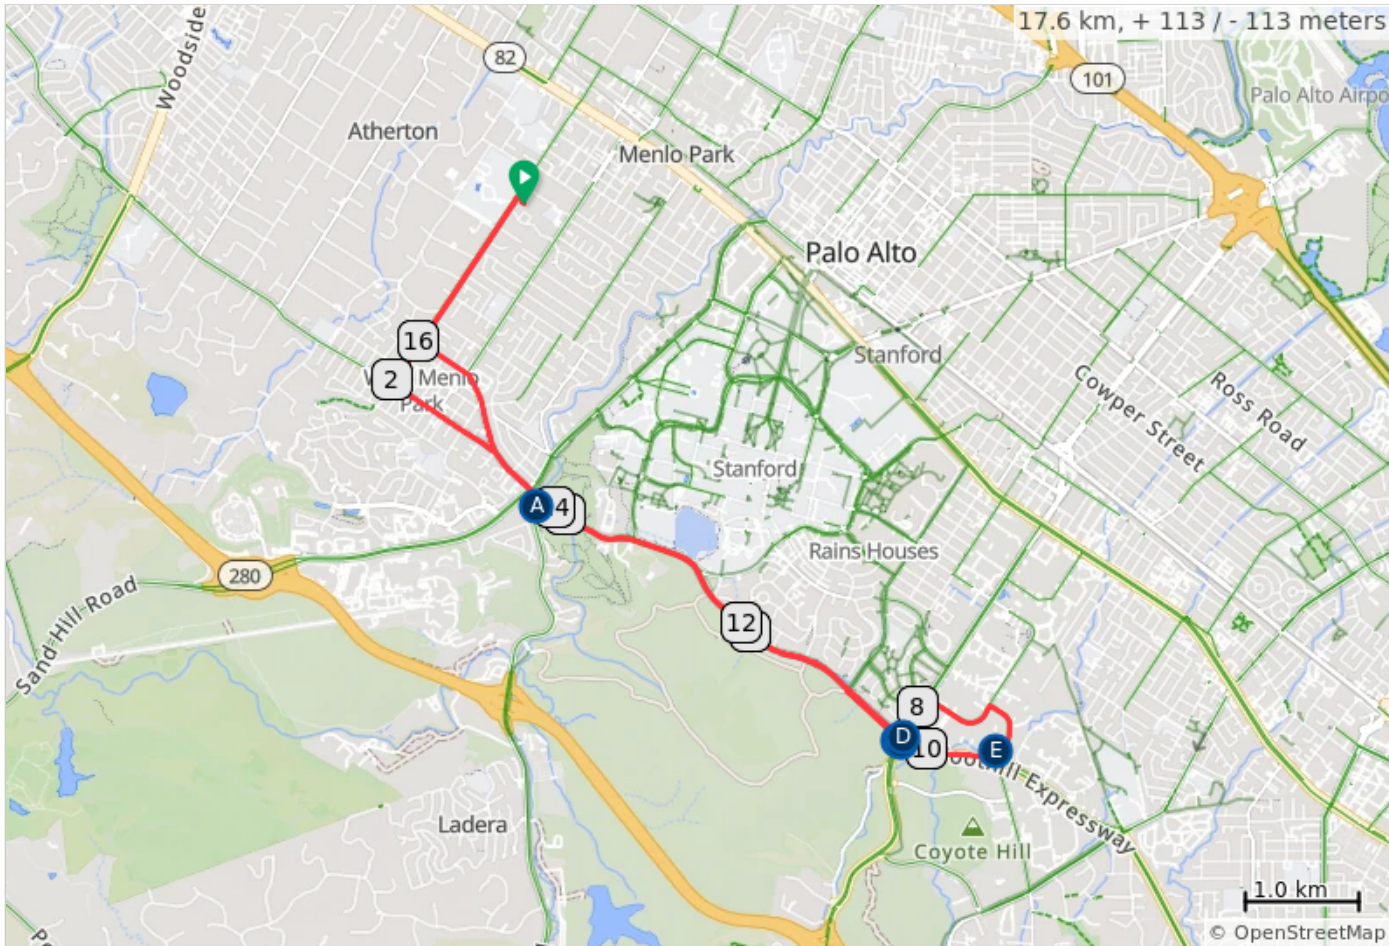 17.6 km, + 113 / - 113 meters
Woodside
82
101
Palo Alto Airpo
Atherton
Menlo Park
Palo Alto
16
2
Menlo
Park
Stanford
Cowper Street
Ross Road
Stanford
A
4
Rains Houses
280
Sand Hill Road
12
8
D
10
E
Foothill Expressway
Ladera
Coyote Hill
1.0 km
© OpenStreetMap